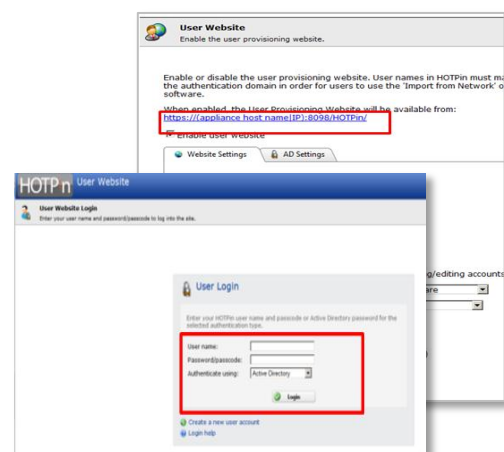 User Website
Enable the user provisioning website.
Enable or disable the user provisioning website. User names in HOTPin must ma
the authentication domain in order for users to use the 'Import from Network' o
software.
When enabled, the User Provisioning Website will be available from:
https://(appliance host name|IP):8098/HOTPin/
Enable user website
Website Settings
AD Settings
g/editing accounts
are
HOTPin User Website
User Website Login
Enter your user name and password/passcode to log into the site.
User Login
Enter your HOTPin user name and passcode or Active Directory password for the
selected authentication type.
User name:
Password/passcode:
Authenticate using: Active Directory
Login
Create a new user account
Login help